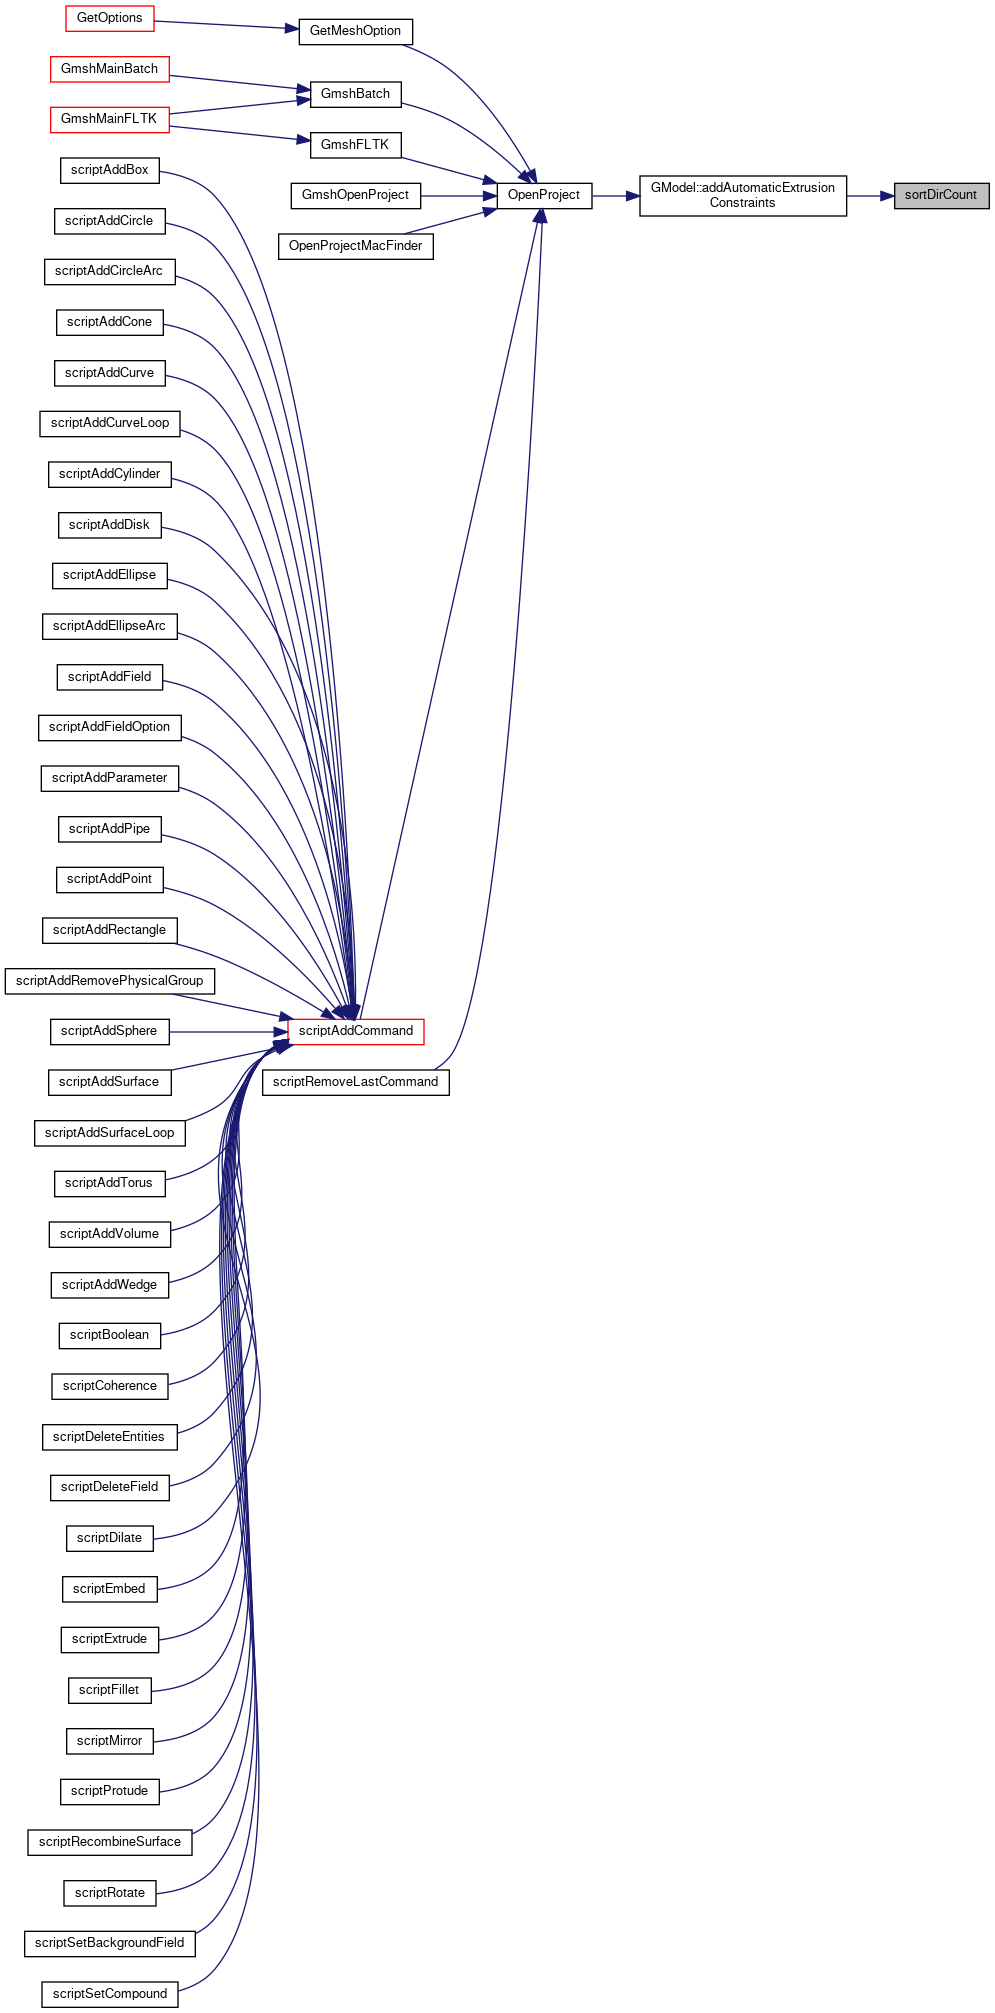 GetOptions
GetMeshOption
GmshMainBatch
GmshBatch
GmshMainFLTK
GmshFLTK
scriptAddBox
GmshOpenProject
OpenProject
GModel::addAutomaticExtrusion
Constraints
sortDirCount
scriptAddCircle
OpenProjectMacFinder
scriptAddCircleArc
scriptAddCone
scriptAddCurve
scriptAddCurveLoop
scriptAddCylinder
scriptAddDisk
scriptAddEllipse
scriptAddEllipseArc
scriptAddField
scriptAddFieldOption
scriptAddParameter
scriptAddPipe
scriptAddPoint
scriptAddRectangle
scriptAddRemovePhysicalGroup
scriptAddSphere
scriptAddCommand
scriptAddSurface
scriptRemoveLastCommand
scriptAddSurfaceLoop
scriptAddTorus
scriptAddVolume
scriptAddWedge
scriptBoolean
scriptCoherence
scriptDeleteEntities
scriptDeleteField
scriptDilate
scriptEmbed
scriptExtrude
scriptFillet
scriptMirror
scriptProtude
scriptRecombineSurface
scriptRotate
scriptSetBackgroundField
scriptSetCompound